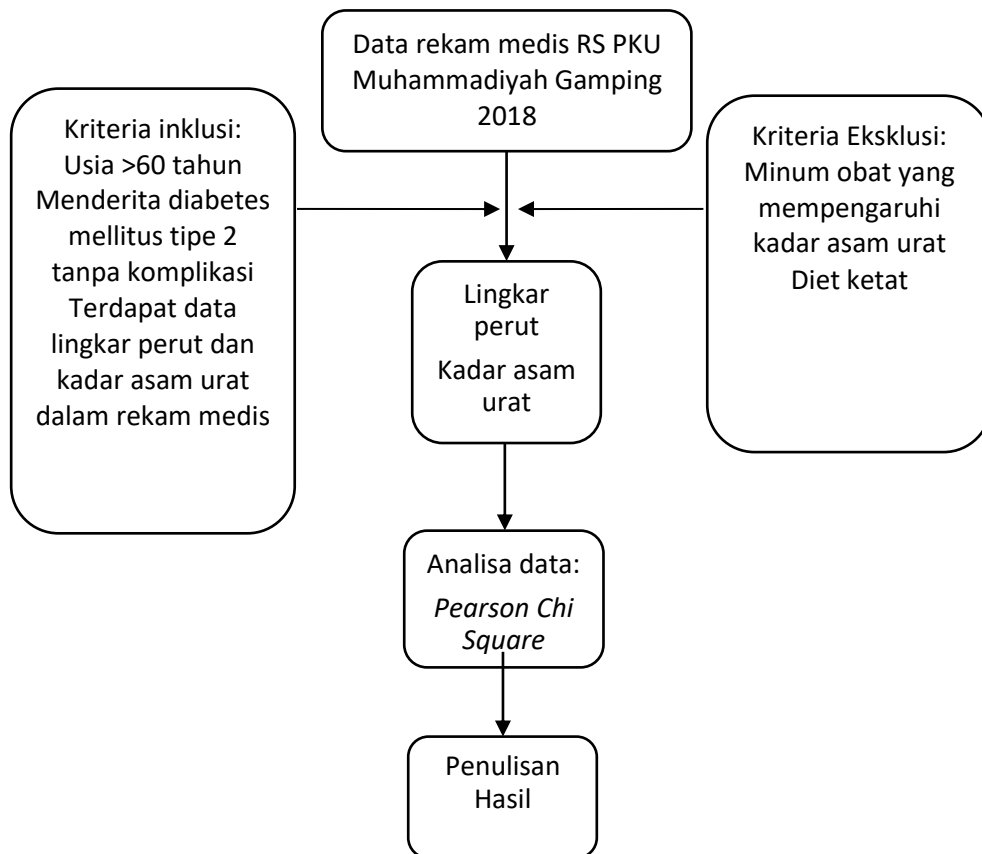 Data rekam medis RS PKU
Muhammadiyah Gamping
2018
Kriteria inklusi:
Usia >60 tahun
Menderita diabetes
mellitus tipe 2
tanpa komplikasi
Terdapat data
lingkar perut dan
kadar asam urat
dalam rekam medis
Kriteria Eksklusi:
Minum obat yang
mempengaruhi
kadar asam urat
Diet ketat
Lingkar
perut
Kadar asam
urat
Analisa data:
Pearson Chi
Square
Penulisan
Hasil